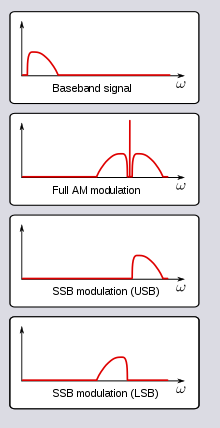 ω
Baseband signal
ω
Full AM modulation
ω
SSB modulation (USB)
ω
SSB modulation (LSB)